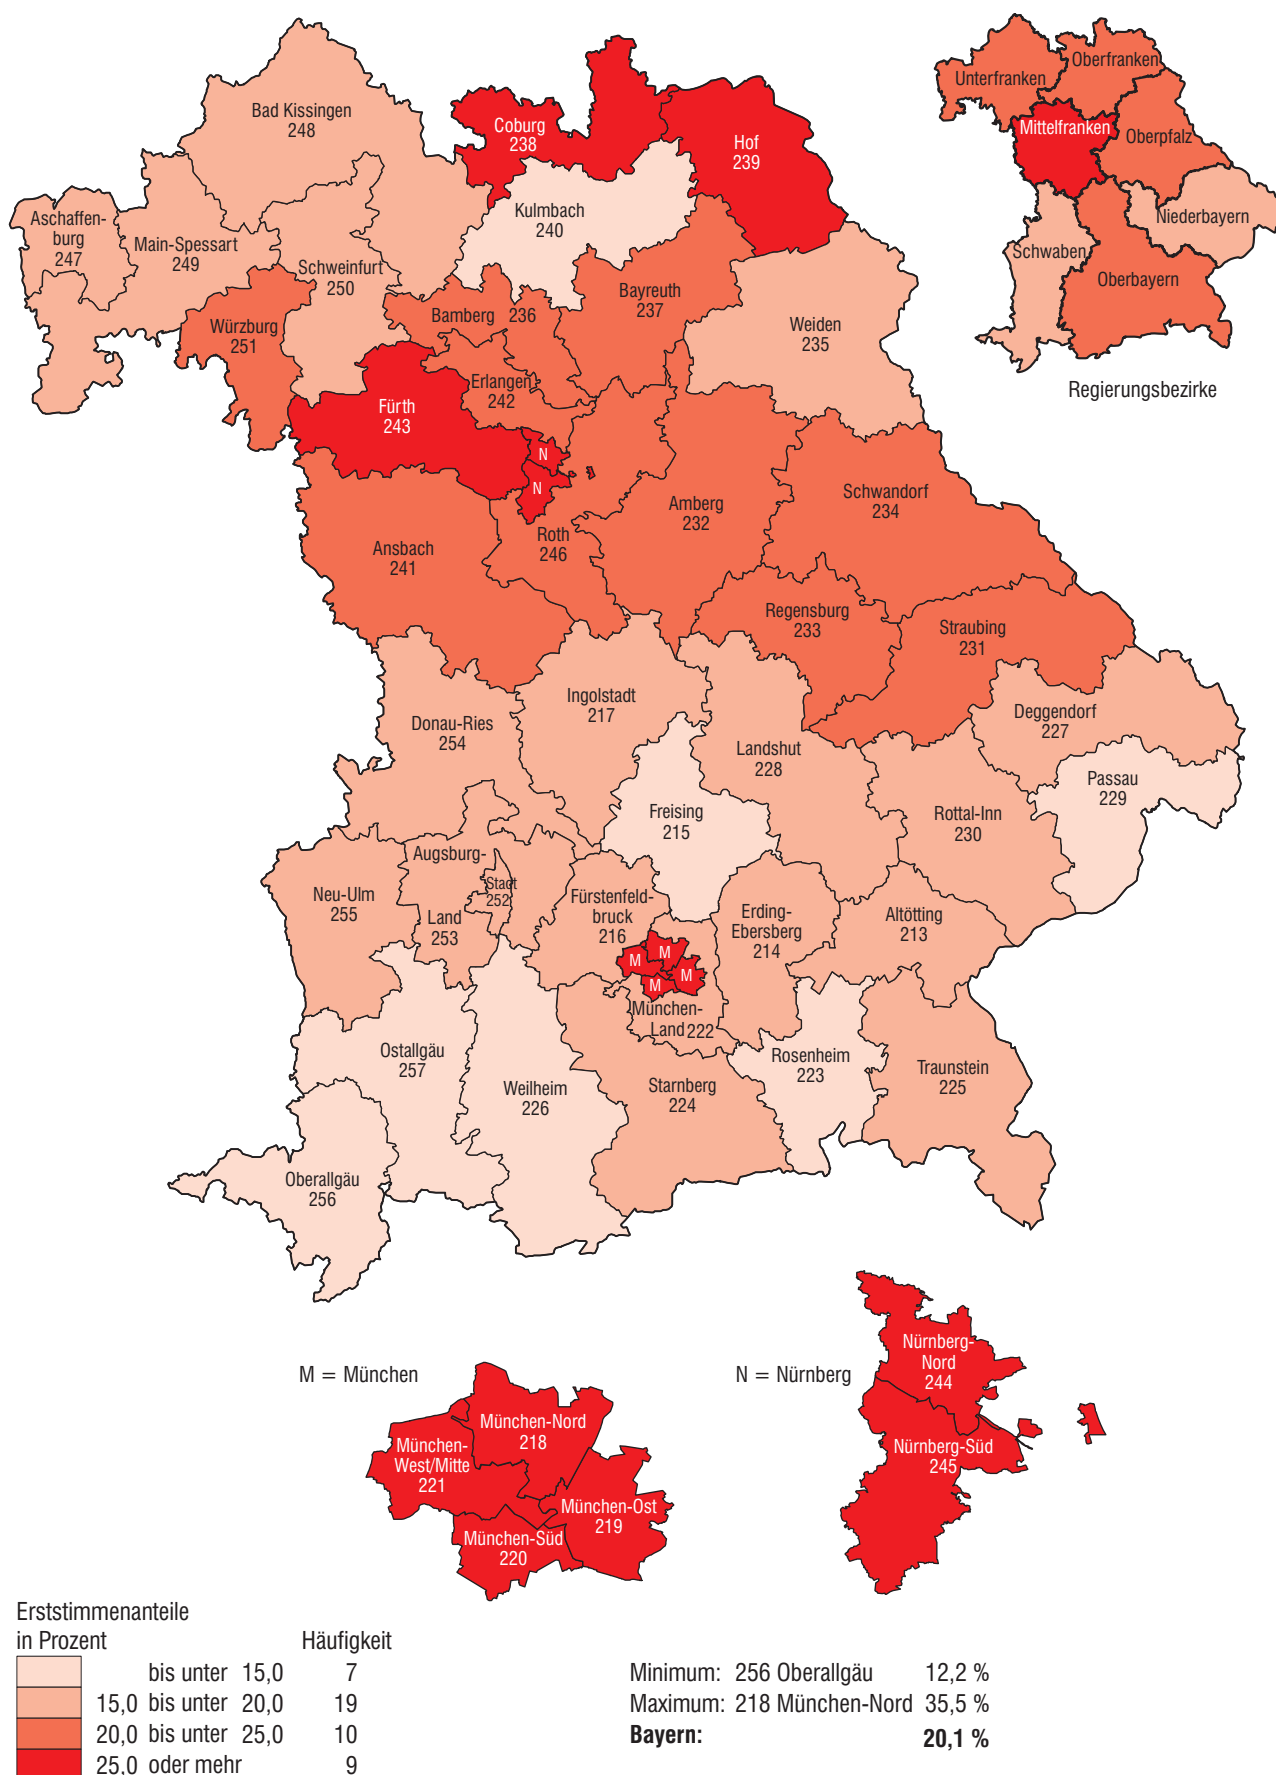 Bad Kissingen
248
Coburg
238
Hof
239
Kulmbach
240
Aschaffen-
burg
247
Main-Spessart
249
Schweinfurt
250
Würzburg
251
Bamberg 236
Bayreuth
237
Weiden
235
Erlangen
242
Fürth
243
N
N
Ansbach
241
Roth
246
Amberg
232
Schwandorf
234
Regensburg
233
Straubing
231
Ingolstadt
217
Donau-Ries
254
Landshut
228
Deggendorf
227
Passau
229
Freising
215
Rottal-Inn
230
Augsburg-
Stadt
252
Land
253
Neu-Ulm
255
Fürstenfeld-
bruck
216
Erding-
Ebersberg
214
Altötting
213
M
M
M
M
München-
Land 222
Ostallgäu
257
Weilheim
226
Starnberg
224
Rosenheim
223
Traunstein
225
Oberallgäu
256
Unterfranken
Oberfranken
Mittelfranken
Oberpfalz
Niederbayern
Schwaben
Oberbayern
Regierungsbezirke
M = München
München-Nord
218
München-
West/Mitte
221
München-Ost
219
München-Süd
220
N = Nürnberg
Nürnberg-
Nord
244
Nürnberg-Süd
245
Erststimmenanteile
in Prozent Häufigkeit
bis unter 15,0 7
15,0 bis unter 20,0 19
20,0 bis unter 25,0 10
25,0 oder mehr 9
Minimum: 256 Oberallgäu 12,2 %
Maximum: 218 München-Nord 35,5 %
Bayern: 20,1 %